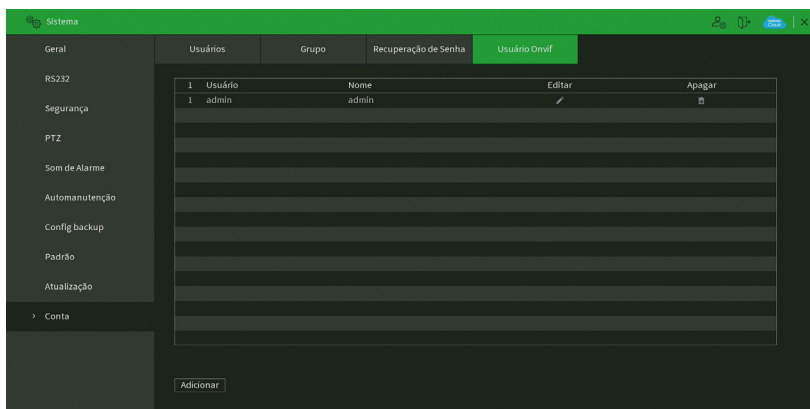 Sistema
Cloud
Geral
RS232
Segurança
PTZ
Som de Alarme
Automanutenção
Config backup
Padrão
Atualização
Conta
Usuários Grupo Recuperação de Senha Usuário Onvif
1 Usuário Nome Editar Apagar
1 admin admin
Adicionar